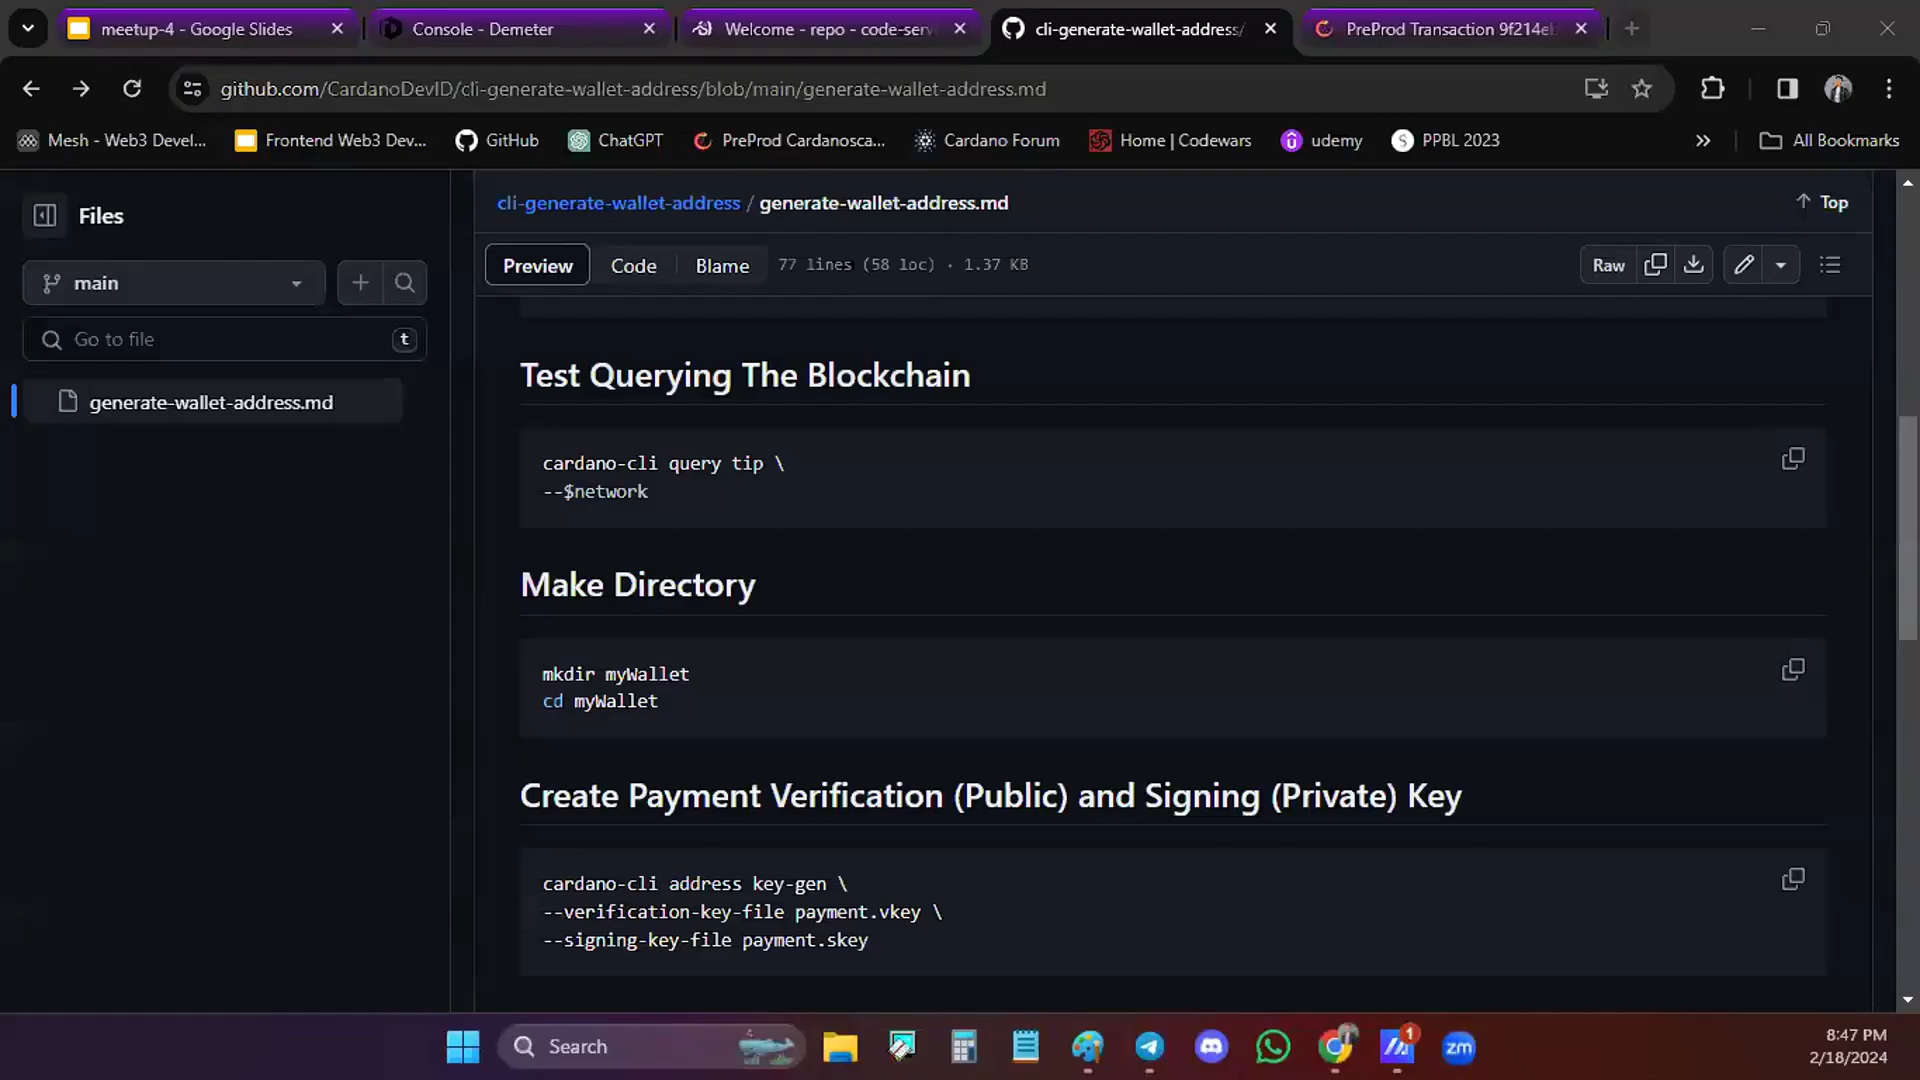 meetup-4 - Google Slides
Console - Demeter
Welcome - repo - code-serv
cli-generate-wallet-address/
PreProd Transaction 9f214e
github.com/CardanoDevID/cli-generate-wallet-address/blob/main/generate-wallet-address.md
Mesh - Web3 Devel...
Frontend Web3 Dev...
GitHub
ChatGPT
PreProd Cardanosca...
Cardano Forum
Home | Codewars
udemy
PPBL 2023
All Bookmarks
Files
cli-generate-wallet-address / generate-wallet-address.md
Top
main
Preview
Code
Blame
77 lines (58 loc) · 1.37 KB
Raw
Go to file
t
generate-wallet-address.md
Test Querying The Blockchain
cardano-cli query tip \
--$network
Make Directory
mkdir myWallet
cd myWallet
Create Payment Verification (Public) and Signing (Private) Key
cardano-cli address key-gen \
--verification-key-file payment.vkey \
--signing-key-file payment.skey
Search
1
zm
8:47 PM
2/18/2024